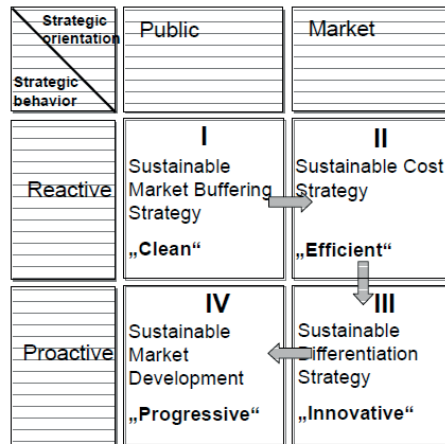 Strategic
orientation
Strategic
behavior
Public
Market
Reactive
I
Sustainable
Market Buffering
Strategy
„Clean“
II
Sustainable Cost
Strategy
„Efficient“
Proactive
IV
Sustainable
Market
Development
„Progressive“
III
Sustainable
Differentiation
Strategy
„Innovative“